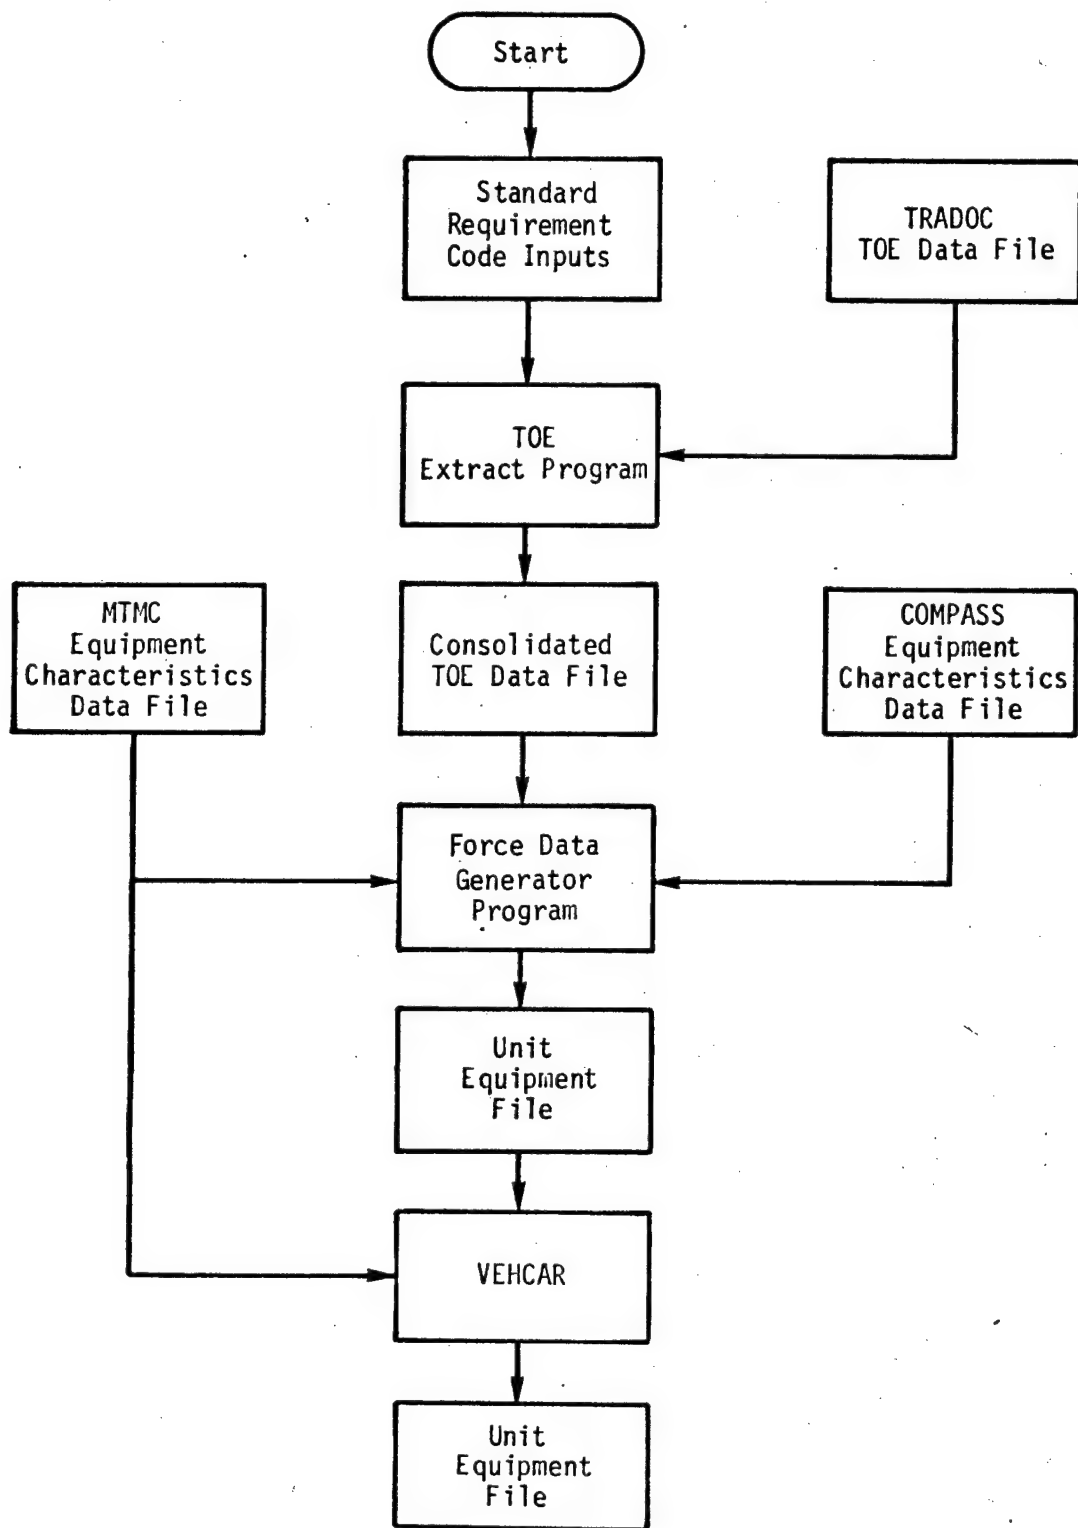 Start
Standard
Requirement
Code Inputs
TRADOC
TOE Data File
TOE
Extract Program
MTMC
Equipment
Characteristics
Data File
Consolidated
TOE Data File
COMPASS
Equipment
Characteristics
Data File
Force Data
Generator
Program
Unit
Equipment
File
VEHCAR
Unit
Equipment
File